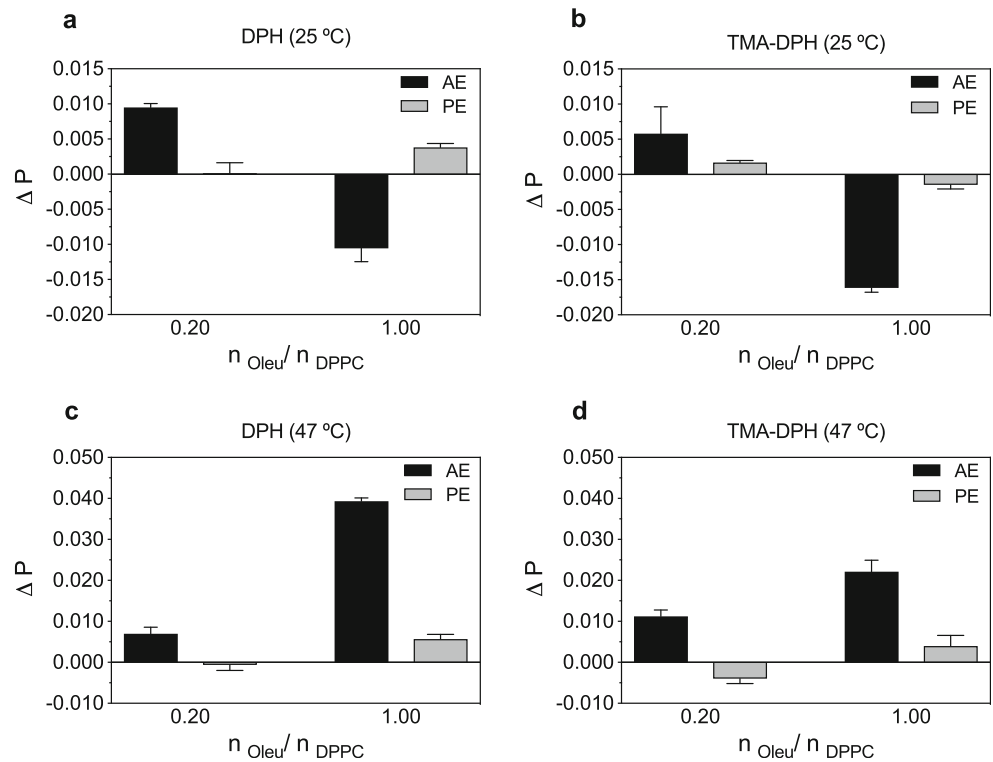 a
DPH (25 ºC)
AE
PE
0.015
0.010
0.005
0.000
-0.005
-0.010
-0.015
-0.020
Δ P
0.20 1.00
n Oleu / n DPPC
b
TMA-DPH (25 ºC)
AE
PE
0.015
0.010
0.005
0.000
-0.005
-0.010
-0.015
-0.020
Δ P
0.20 1.00
n Oleu / n DPPC
c
DPH (47 ºC)
AE
PE
0.050
0.040
0.030
0.020
0.010
0.000
-0.010
Δ P
0.20 1.00
n Oleu / n DPPC
d
TMA-DPH (47 ºC)
AE
PE
0.050
0.040
0.030
0.020
0.010
0.000
-0.010
Δ P
0.20 1.00
n Oleu / n DPPC